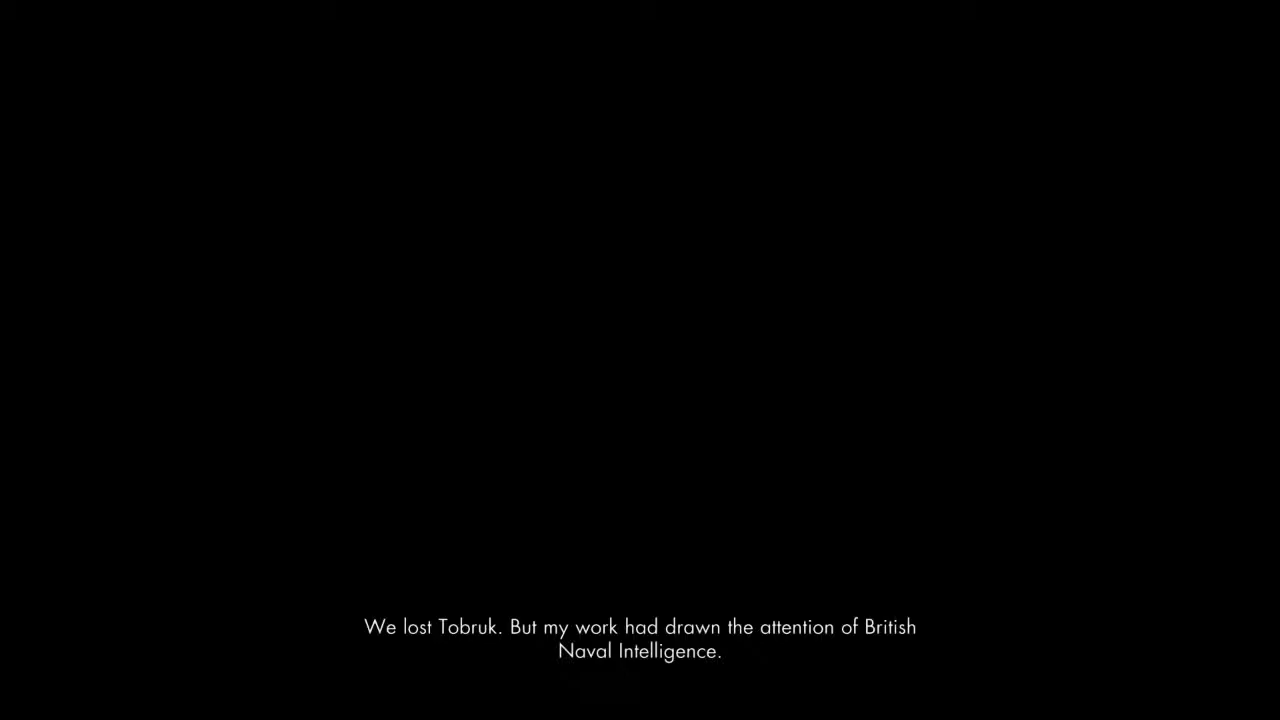 We lost Tobruk. But my work had drawn the attention of British
Naval Intelligence.